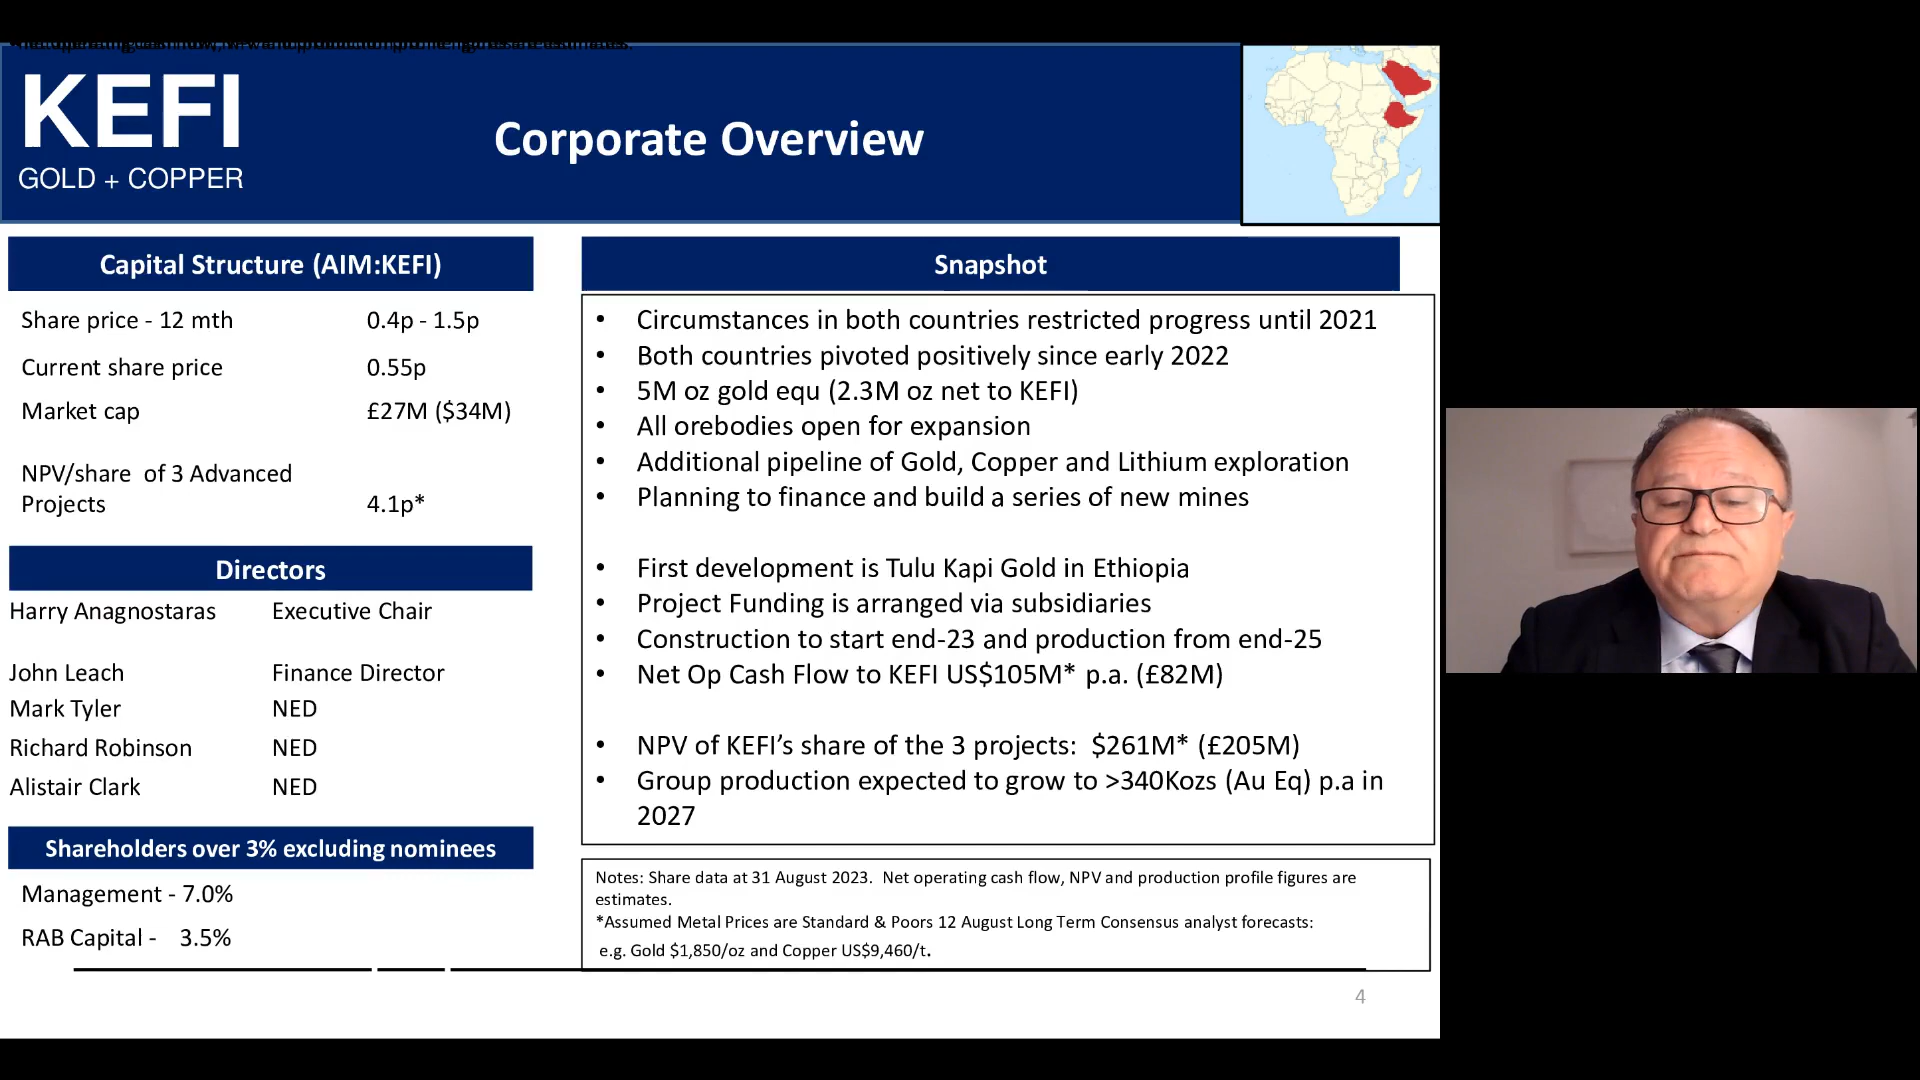 KEFI
GOLD + COPPER
Corporate Overview
Capital Structure (AIM:KEFI)
Share price - 12 mth 0.4p - 1.5p
Current share price 0.55p
Market cap £27M ($34M)
NPV/share of 3 Advanced
Projects 4.1p*
Directors
Harry Anagnostaras Executive Chair
John Leach Finance Director
Mark Tyler NED
Richard Robinson NED
Alistair Clark NED
Shareholders over 3% excluding nominees
Management - 7.0%
RAB Capital - 3.5%
Snapshot
• Circumstances in both countries restricted progress until 2021
• Both countries pivoted positively since early 2022
• 5M oz gold equ (2.3M oz net to KEFI)
• All orebodies open for expansion
• Additional pipeline of Gold, Copper and Lithium exploration
• Planning to finance and build a series of new mines
• First development is Tulu Kapi Gold in Ethiopia
• Project Funding is arranged via subsidiaries
• Construction to start end-23 and production from end-25
• Net Op Cash Flow to KEFI US$105M* p.a. (£82M)
• NPV of KEFI’s share of the 3 projects: $261M* (£205M)
• Group production expected to grow to >340Kozs (Au Eq) p.a in
2027
Notes: Share data at 31 August 2023. Net operating cash flow, NPV and production profile figures are
estimates.
*Assumed Metal Prices are Standard & Poors 12 August Long Term Consensus analyst forecasts:
e.g. Gold $1,850/oz and Copper US$9,460/t.
4